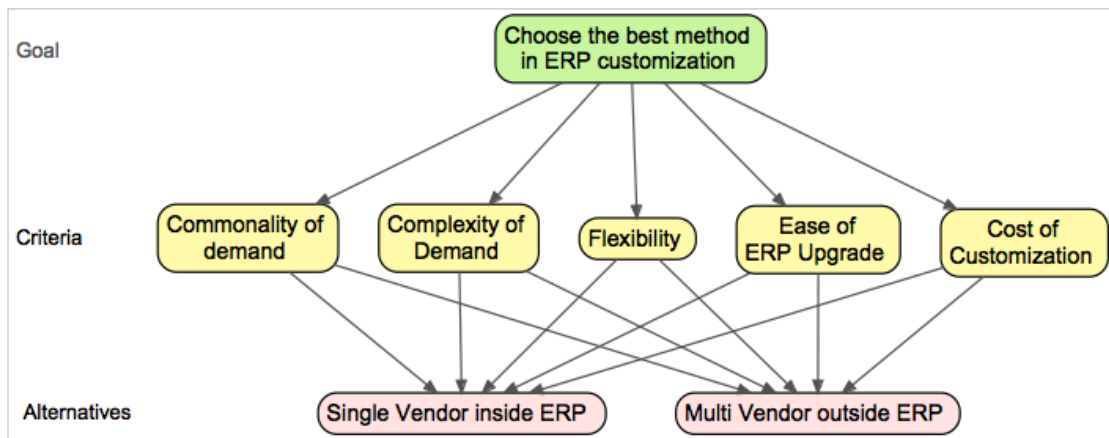 Goal
Choose the best method
in ERP customization
Criteria
Commonality of
demand
Complexity of
Demand
Flexibility
Ease of
ERP Upgrade
Cost of
Customization
Alternatives
Single Vendor inside ERP
Multi Vendor outside ERP